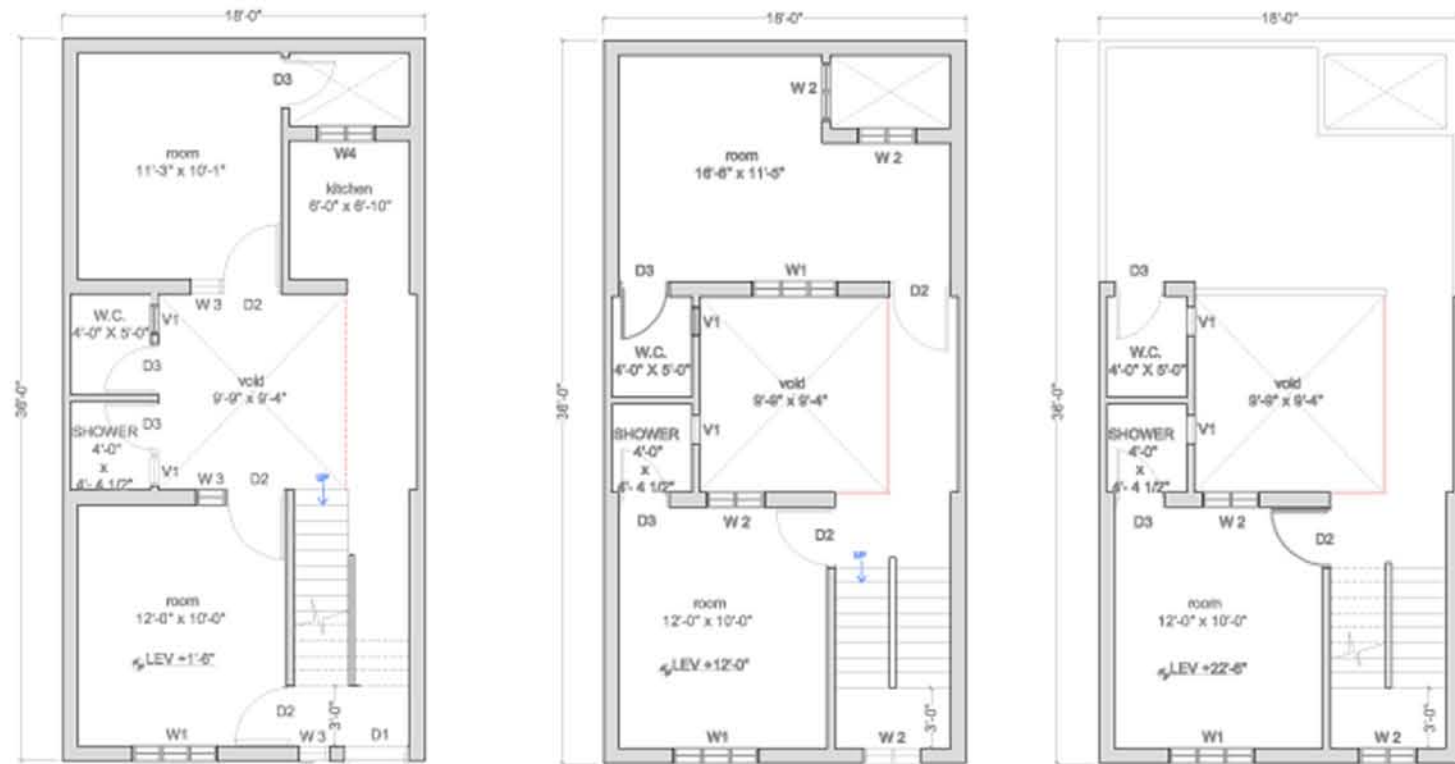 18'-0"
36'-0"
D3
room
11'-3" x 10'-1"
W4
kitchen
6'-0" x 6'-10"
W 3
D2
W.C.
4'-0" X 5'-0"
V1
D3
void
9'-9" x 9'-4"
D3
SHOWER
4'-0"
x
4'- 4 1/2"
V1
W 3
D2
UP
room
12'-0" x 10'-0"
LEV +1'-6"
D2
3'-0"
W1
W 3
D1
18'-0"
36'-0"
W 2
W 2
room
16'-6" x 11'-5"
D3
W1
D2
V1
W.C.
4'-0" X 5'-0"
void
9'-9" x 9'-4"
V1
SHOWER
4'-0"
x
4'- 4 1/2"
D3
W 2
D2
UP
room
12'-0" x 10'-0"
LEV +12'-0"
3'-0"
W1
W 2
18'-0"
36'-0"
D3
V1
W.C.
4'-0" X 5'-0"
void
9'-9" x 9'-4"
V1
SHOWER
4'-0"
x
4'- 4 1/2"
D3
W 2
D2
room
12'-0" x 10'-0"
LEV +22'-6"
3'-0"
W1
W 2